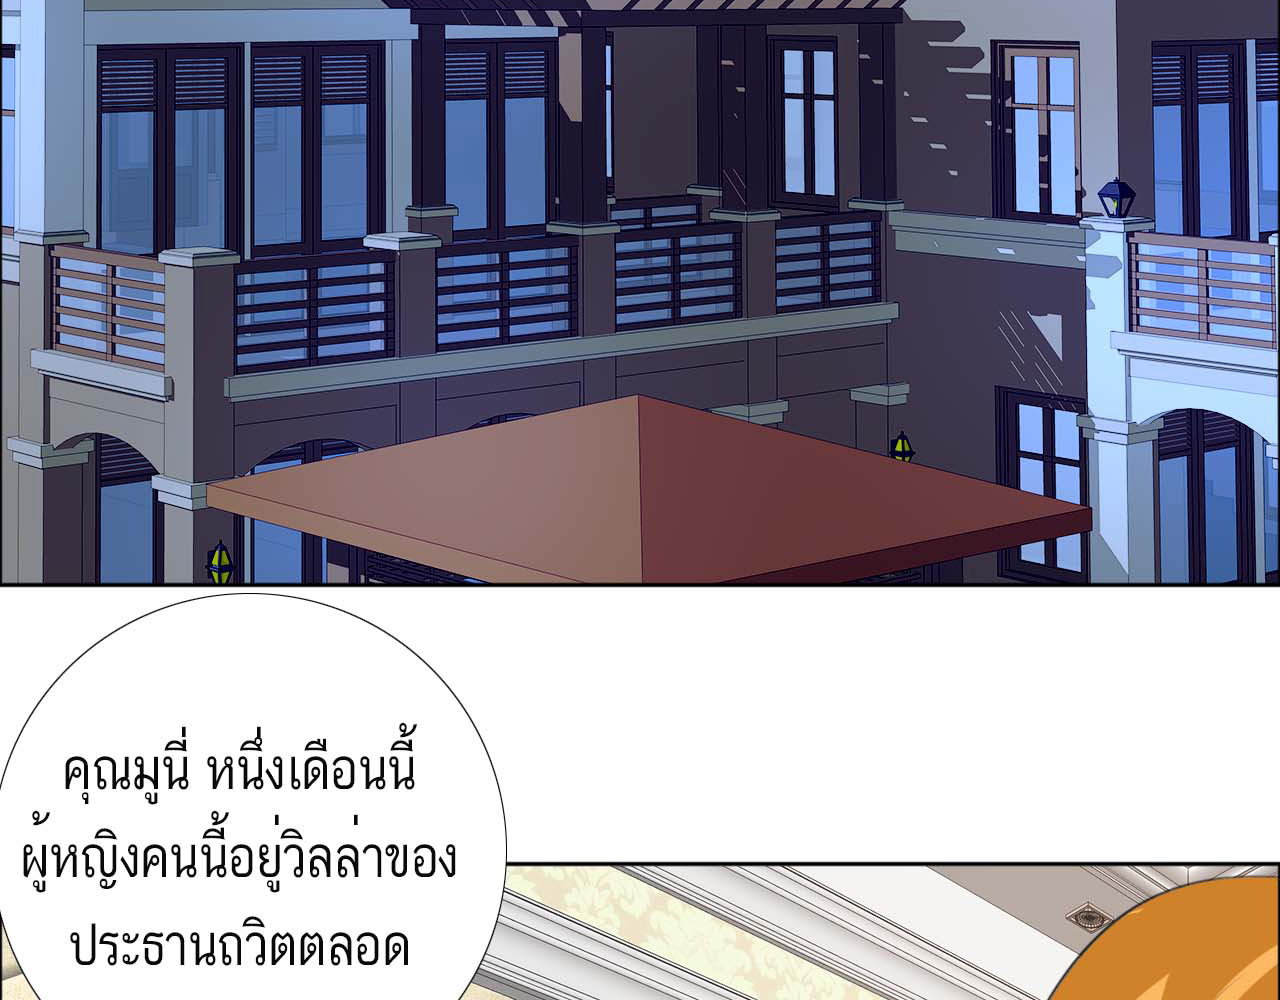 คุณมูนี่ หนึ่งเดือนนี้
ผู้หญิงคนนี้อยู่วิลล่าของ
ประธานถวิตตลอด